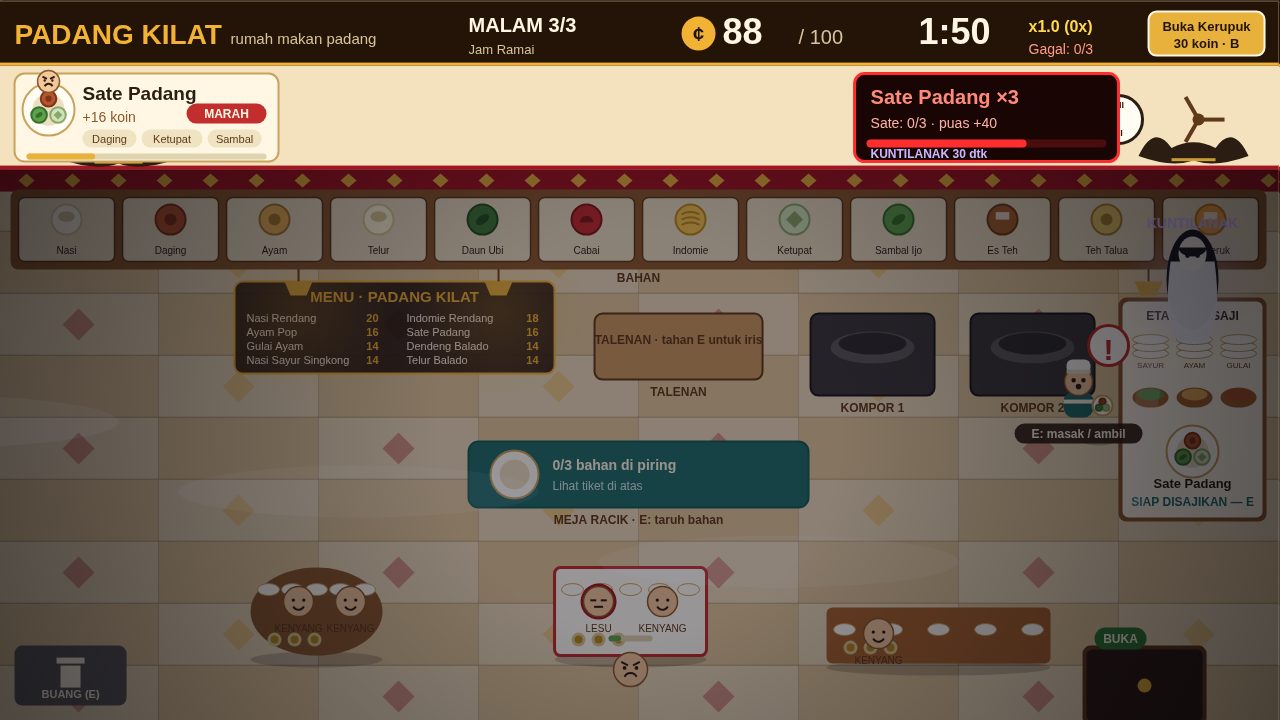 PADANG KILAT rumah makan padang
MALAM 3/3
Jam Ramai
¢ 88 / 100
1:50
x1.0 (0x)
Gagal: 0/3
Buka Kerupuk
30 koin · B
Sate Padang
+16 koin
MARAH
Daging Ketupat Sambal
Sate Padang ×3
Sate: 0/3 · puas +40
KUNTILANAK 30 dtk
KUNTILANAK
Nasi Daging Ayam Telur Daun Ubi Cabai Indomie Ketupat Sambal Ijo Es Teh Teh Talua
BAHAN
MENU · PADANG KILAT
Nasi Rendang 20 Indomie Rendang 18
Ayam Pop 16 Sate Padang 16
Gulai Ayam 14 Dendeng Balado 14
Nasi Sayur Singkong 14 Telur Balado 14
TALENAN · tahan E untuk iris
TALENAN
KOMPOR 1
KOMPOR 2
!
E: masak / ambil
SAYUR AYAM GULAI
Sate Padang
SIAP DISAJIKAN — E
0/3 bahan di piring
Lihat tiket di atas
MEJA RACIK · E: taruh bahan
KENYANG KENYANG
LESU KENYANG
KENYANG
BUKA
BUANG (E)